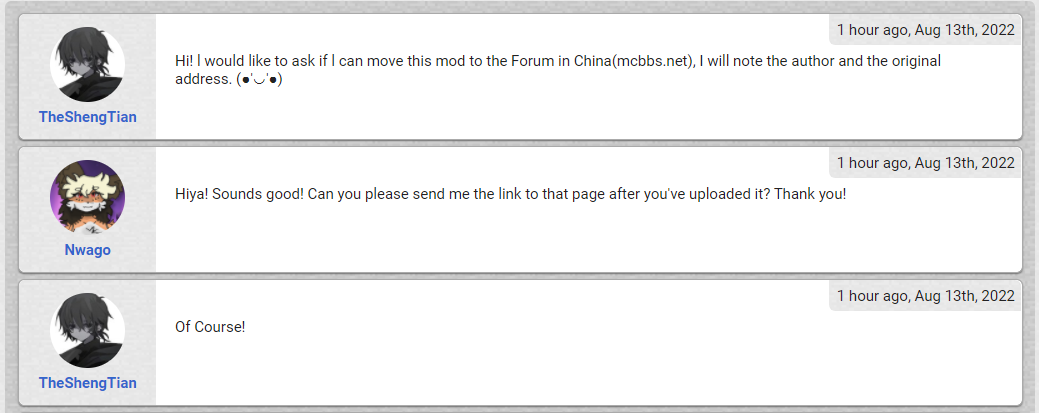 1 hour ago, Aug 13th, 2022
Hi! I would like to ask if I can move this mod to the Forum in China(mcbbs.net), I will note the author and the original
address. (●'◡'●)
TheShengTian
1 hour ago, Aug 13th, 2022
Hiya! Sounds good! Can you please send me the link to that page after you've uploaded it? Thank you!
Nwago
1 hour ago, Aug 13th, 2022
Of Course!
TheShengTian